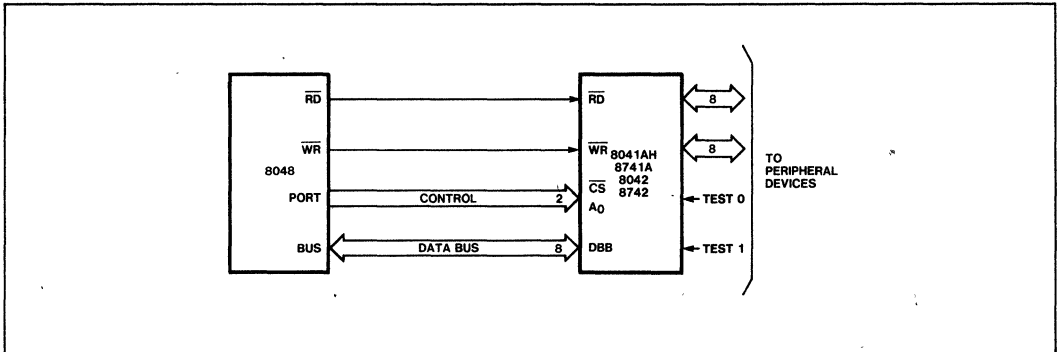 RD
RD
8
WR
WR
8041AH
8741A
8042
8742
8
TO
PERIPHERAL
DEVICES
8048
PORT
CONTROL
2
CS
A0
TEST 0
BUS
DATA BUS
8
DBB
TEST 1